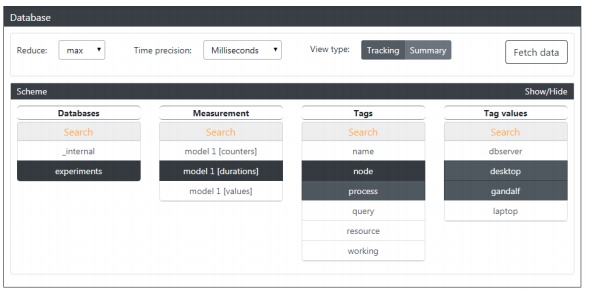 Database
Reduce: max Time precision: Milliseconds View type: Tracking Summary Fetch data
Scheme Show/Hide
Databases Measurement Tags Tag values
Search Search Search Search
_internal model 1 [counters] name dbserver
experiments model 1 [durations] node desktop
model 1 [values] process gandalf
query laptop
resource
working